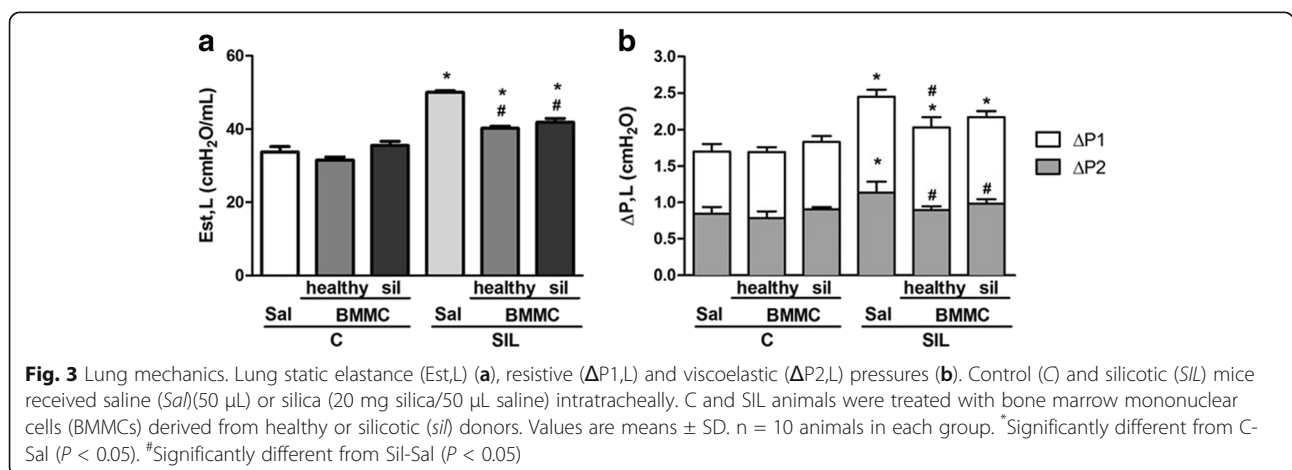 a
b
60
40
20
0
Est,L (cmH₂O/mL)
*
*
#
*
#
healthy sil
Sal BMMC
C
healthy sil
Sal BMMC
SIL
3.0
2.5
2.0
1.5
1.0
0.5
0.0
ΔP,L (cmH₂O)
*
*
#
*
#
*
#
healthy sil
Sal BMMC
C
healthy sil
Sal BMMC
SIL
ΔP1
ΔP2
Fig. 3 Lung mechanics. Lung static elastance (Est,L) (a), resistive (ΔP1,L) and viscoelastic (ΔP2,L) pressures (b). Control (C) and silicotic (SIL) mice
received saline (Sal)(50 μL) or silica (20 mg silica/50 μL saline) intratracheally. C and SIL animals were treated with bone marrow mononuclear
cells (BMMCs) derived from healthy or silicotic (sil) donors. Values are means ± SD. n = 10 animals in each group. *Significantly different from C-
Sal (P < 0.05). #Significantly different from Sil-Sal (P < 0.05)